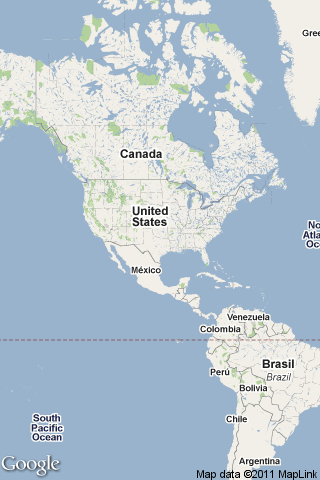 Gree
Canada
United
States
No
Atla
Oce
México
Venezuela
Colombia
Brasil
Brazil
Perú
Bolivia
South
Pacific
Ocean
Chile
Argentina
Google
Map data ©2011 MapLink